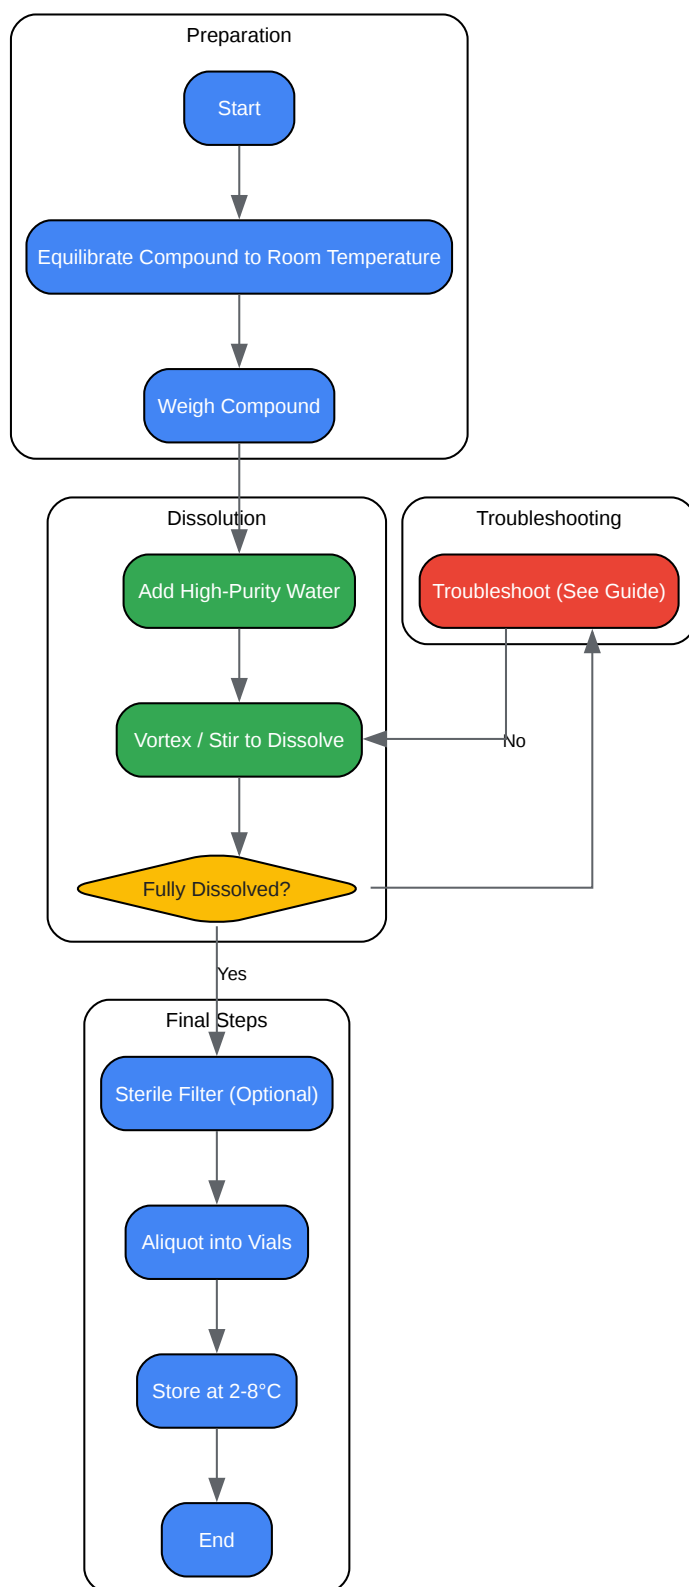 Preparation
Start
Equilibrate Compound to Room Temperature
Weigh Compound
Dissolution
Troubleshooting
Add High-Purity Water
Troubleshoot (See Guide)
Vortex / Stir to Dissolve
No
Fully Dissolved?
Yes
Final Steps
Sterile Filter (Optional)
Aliquot into Vials
Store at 2-8°C
End